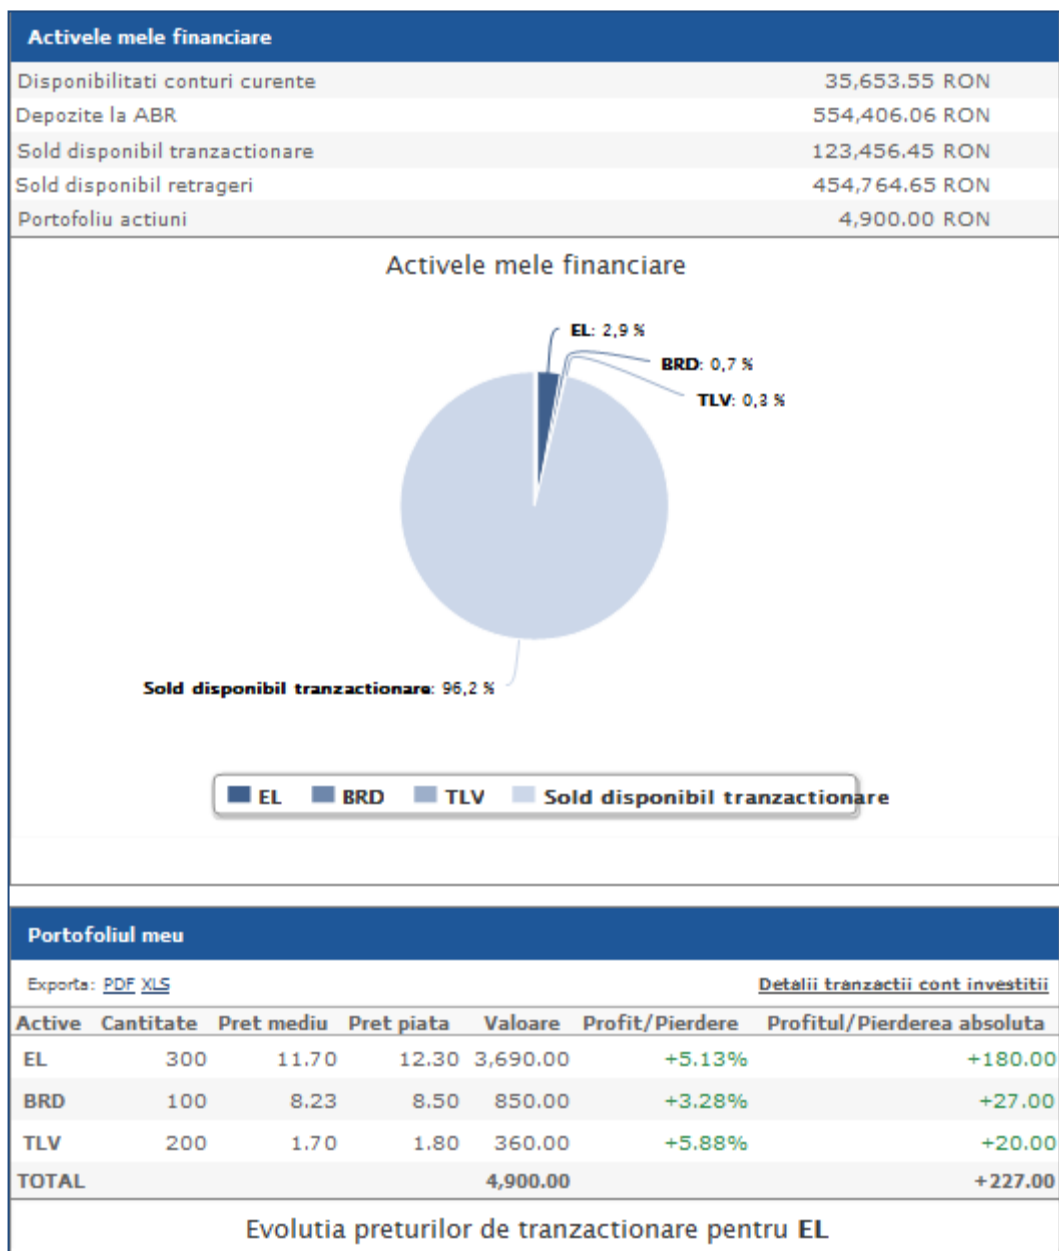 Activele mele financiare
Disponibilitati conturi curente 35,653.55 RON
Depozite la ABR 554,406.06 RON
Sold disponibil tranzactionare 123,456.45 RON
Sold disponibil retrageri 454,764.65 RON
Portofoliu actiuni 4,900.00 RON
Activele mele financiare
EL: 2,9 %
BRD: 0,7 %
TLV: 0,3 %
Sold disponibil tranzactionare: 96,2 %
EL BRD TLV Sold disponibil tranzactionare
Portofoliul meu
Exporta: PDF XLS Detalii tranzactii cont investitii
Active Cantitate Pret mediu Pret piata Valoare Profit/Pierdere Profitul/Pierderea absoluta
EL 300 11.70 12.30 3,690.00 +5.13% +180.00
BRD 100 8.23 8.50 850.00 +3.28% +27.00
TLV 200 1.70 1.80 360.00 +5.88% +20.00
TOTAL 4,900.00 +227.00
Evolutia preturilor de tranzactionare pentru EL